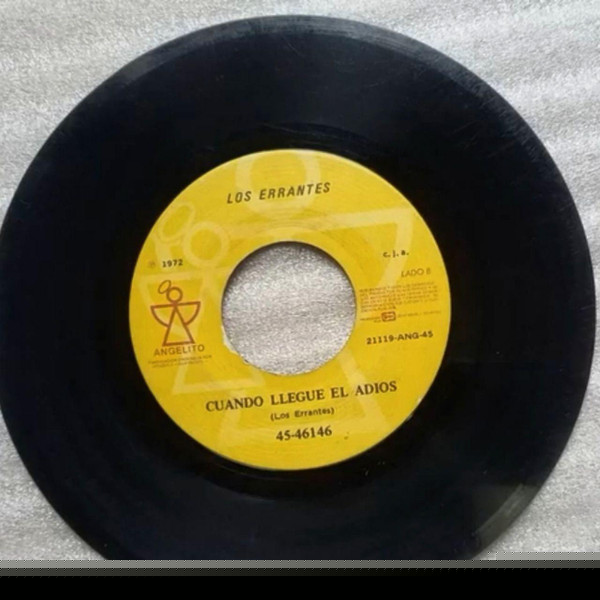 LOS ERRANTES
℗ 1972
c. j. a.
LADO B
ANGELITO
21119-ANG-45
CUANDO LLEGUE EL ADIOS
(Los Errantes)
45-46146